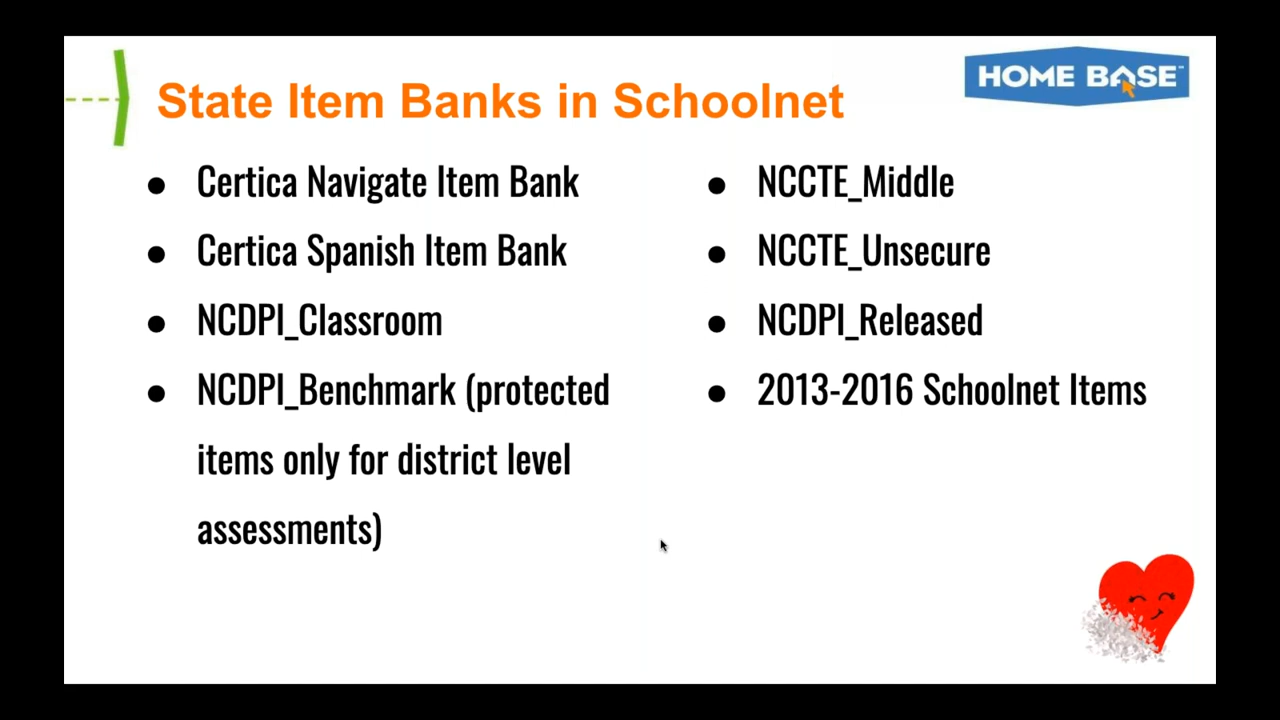 State Item Banks in Schoolnet
HOME BASE™
● Certica Navigate Item Bank
● Certica Spanish Item Bank
● NCDPI_Classroom
● NCDPI_Benchmark (protected
items only for district level
assessments)
● NCCTE_Middle
● NCCTE_Unsecure
● NCDPI_Released
● 2013-2016 Schoolnet Items